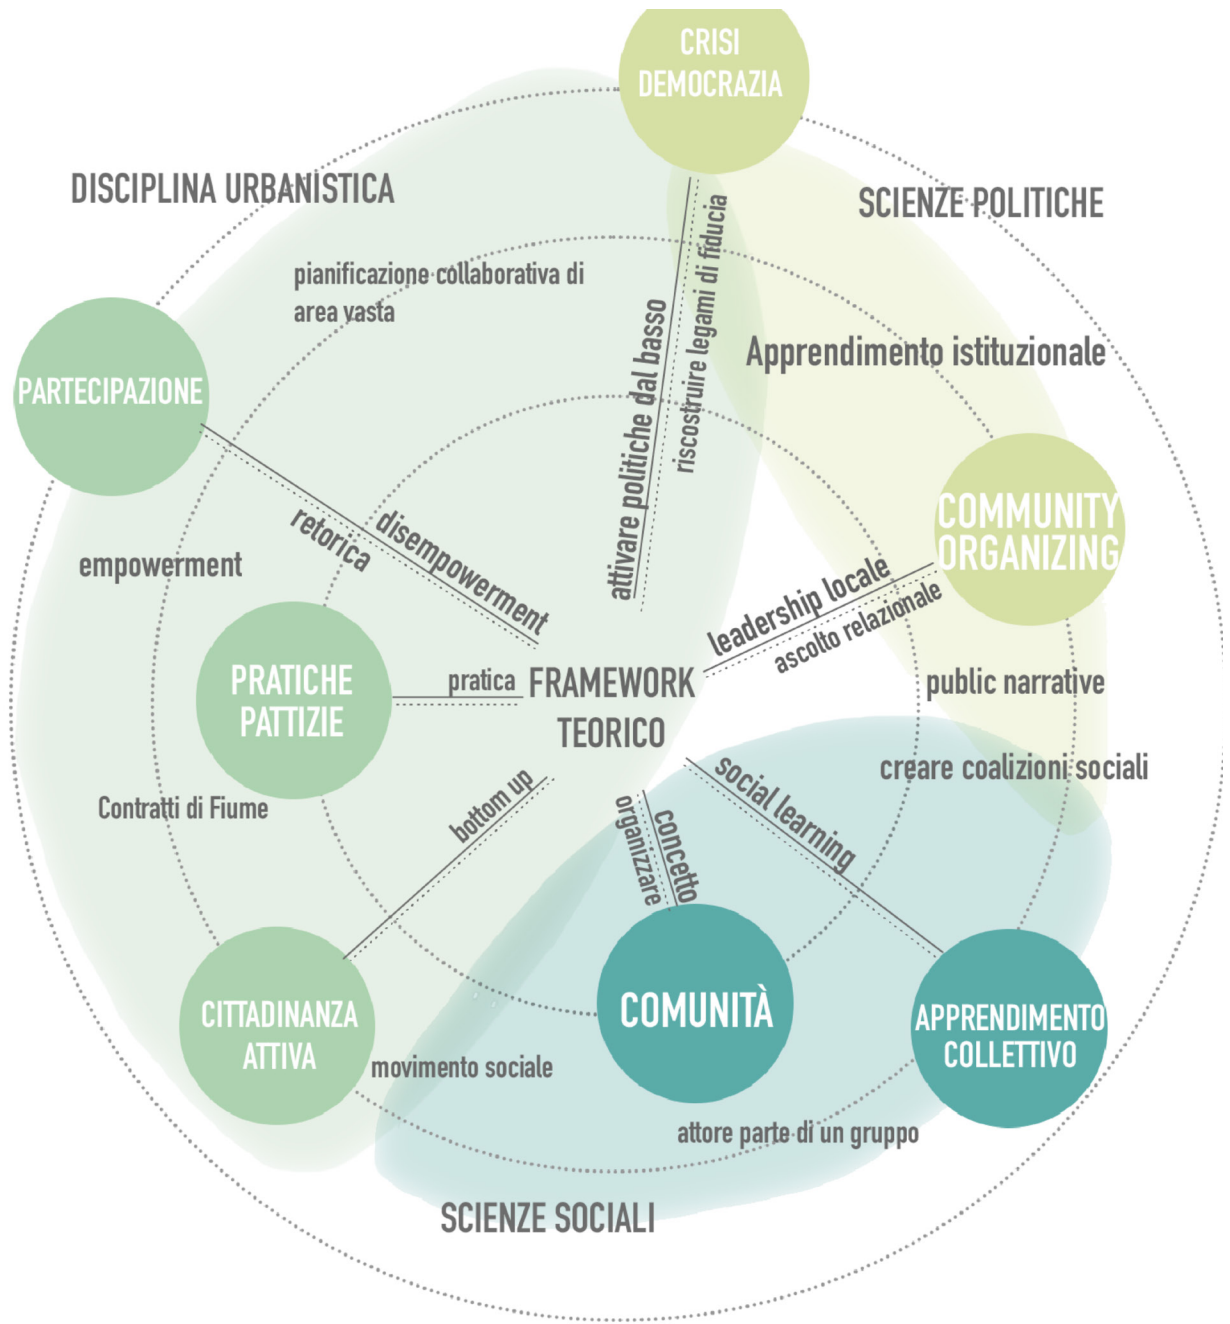 CRISI
DEMOCRAZIA
DISCIPLINA URBANISTICA
SCIENZE POLITICHE
pianificazione collaborativa di
area vasta
attivare politiche dal basso
riscostruire legami di fiducia
Apprendimento istituzionale
PARTECIPAZIONE
retorica
disempowerment
empowerment
COMMUNITY
ORGANIZING
leadership locale
ascolto relazionale
PRATICHE
PATTIZIE
pratica
FRAMEWORK
TEORICO
public narrative
creare coalizioni sociali
Contratti di Fiume
bottom up
organizzare
concetto
social learning
CITTADINANZA
ATTIVA
COMUNITÀ
APPRENDIMENTO
COLLETTIVO
movimento sociale
attore parte di un gruppo
SCIENZE SOCIALI